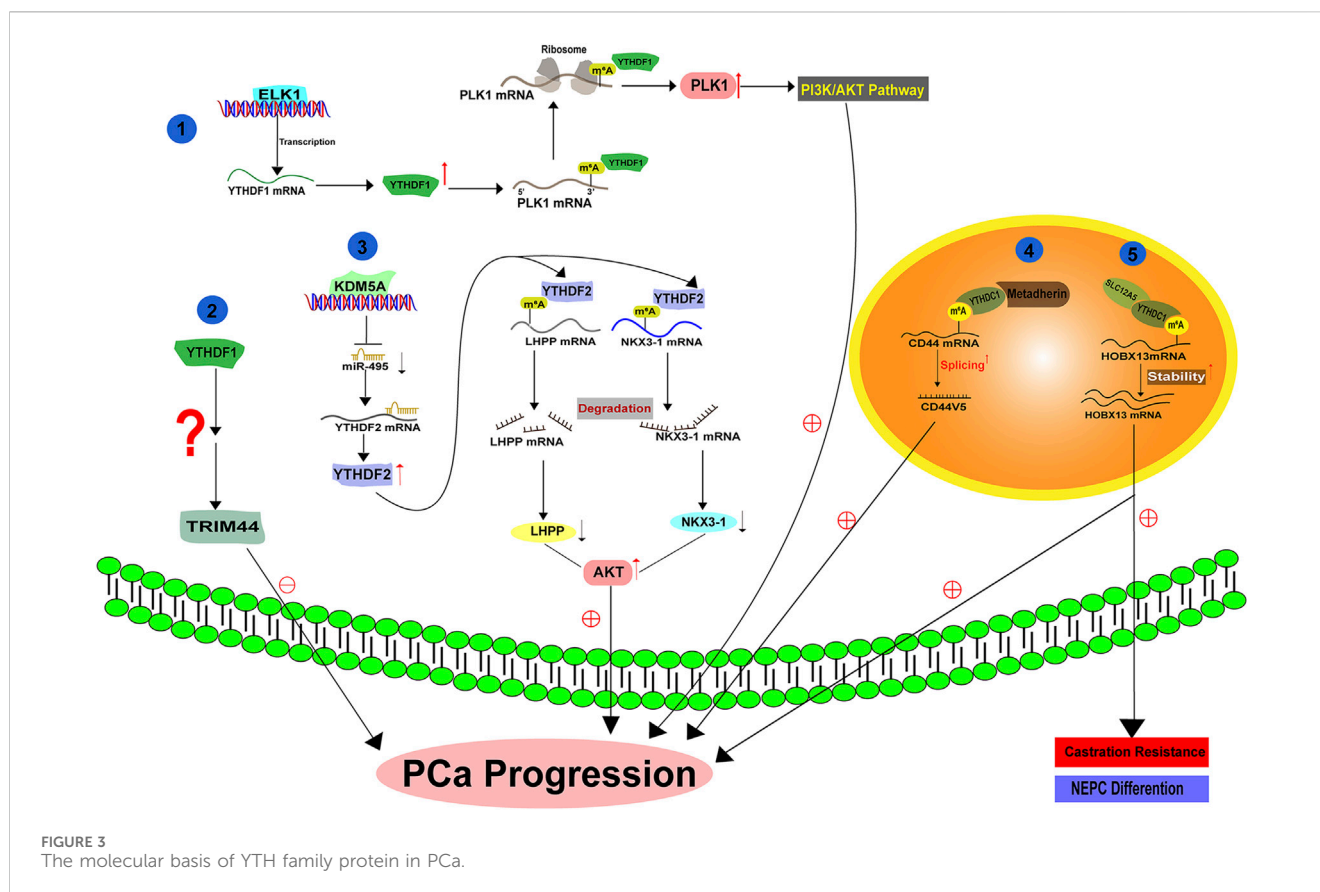 1
ELK1
Transcription
YTHDF1 mRNA
YTHDF1
PLK1 mRNA
5'
3'
m⁶A
YTHDF1
Ribosome
PLK1 mRNA
m⁶A
YTHDF1
PLK1
PI3K/AKT Pathway
2
YTHDF1
?
TRIM44
3
KDM5A
miR-495
YTHDF2 mRNA
YTHDF2
YTHDF2
m⁶A
LHPP mRNA
YTHDF2
m⁶A
NKX3-1 mRNA
Degradation
LHPP mRNA
NKX3-1 mRNA
LHPP
NKX3-1
AKT
4
YTHDC1
Metadherin
m⁶A
CD44 mRNA
Splicing
CD44V5
5
SLC12A5
YTHDC1
m⁶A
HOBX13mRNA
Stability
HOBX13 mRNA
PCa Progression
Castration Resistance
NEPC Differention
FIGURE 3
The molecular basis of YTH family protein in PCa.